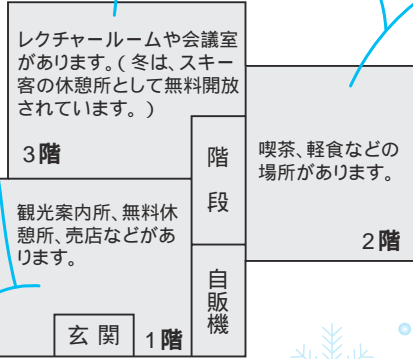 レクチャールームや会議室
があります。(冬は、スキー
客の休憩所として無料開放
されています。)
3階
階段
喫茶、軽食などの
場所があります。
2階
観光案内所、無料休
憩所、売店などがあ
ります。
自販機
玄関
1階